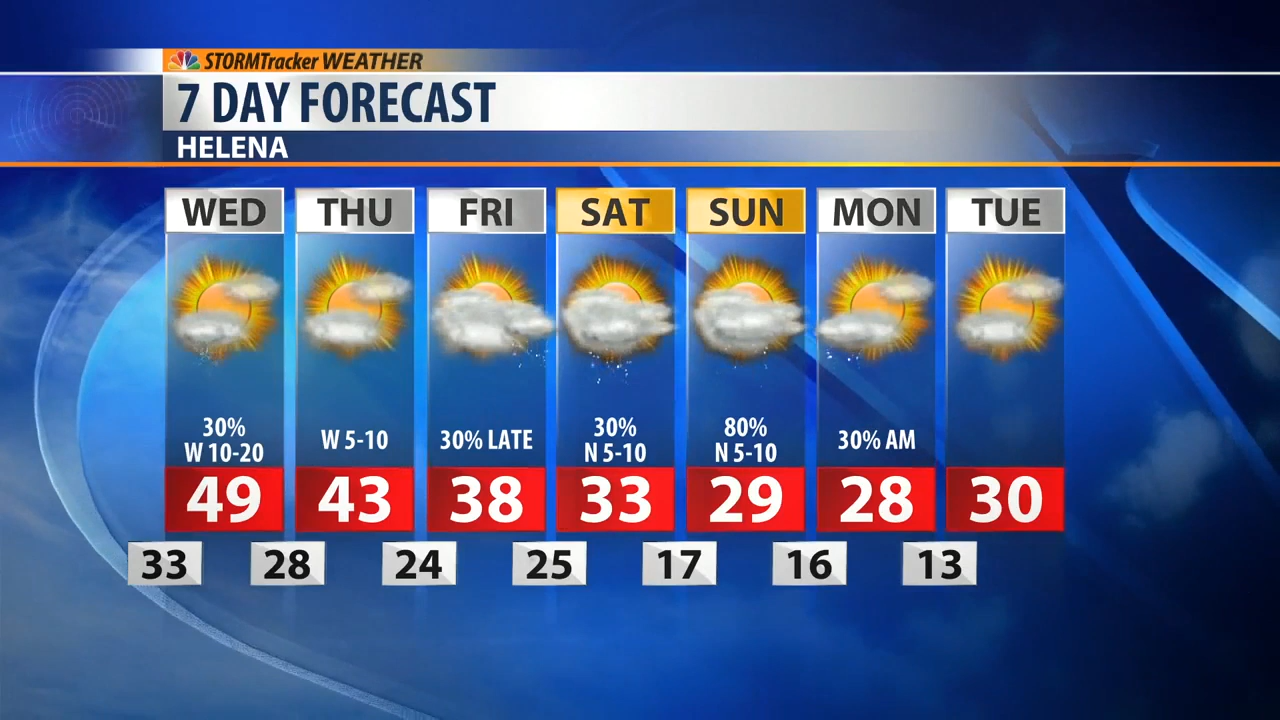 STORMTracker WEATHER
7 DAY FORECAST
HELENA
WED THU FRI SAT SUN MON TUE
30% W 5-10 30% LATE 30% 80% 30% AM
W 10-20 N 5-10 N 5-10
49 43 38 33 29 28 30
33 28 24 25 17 16 13